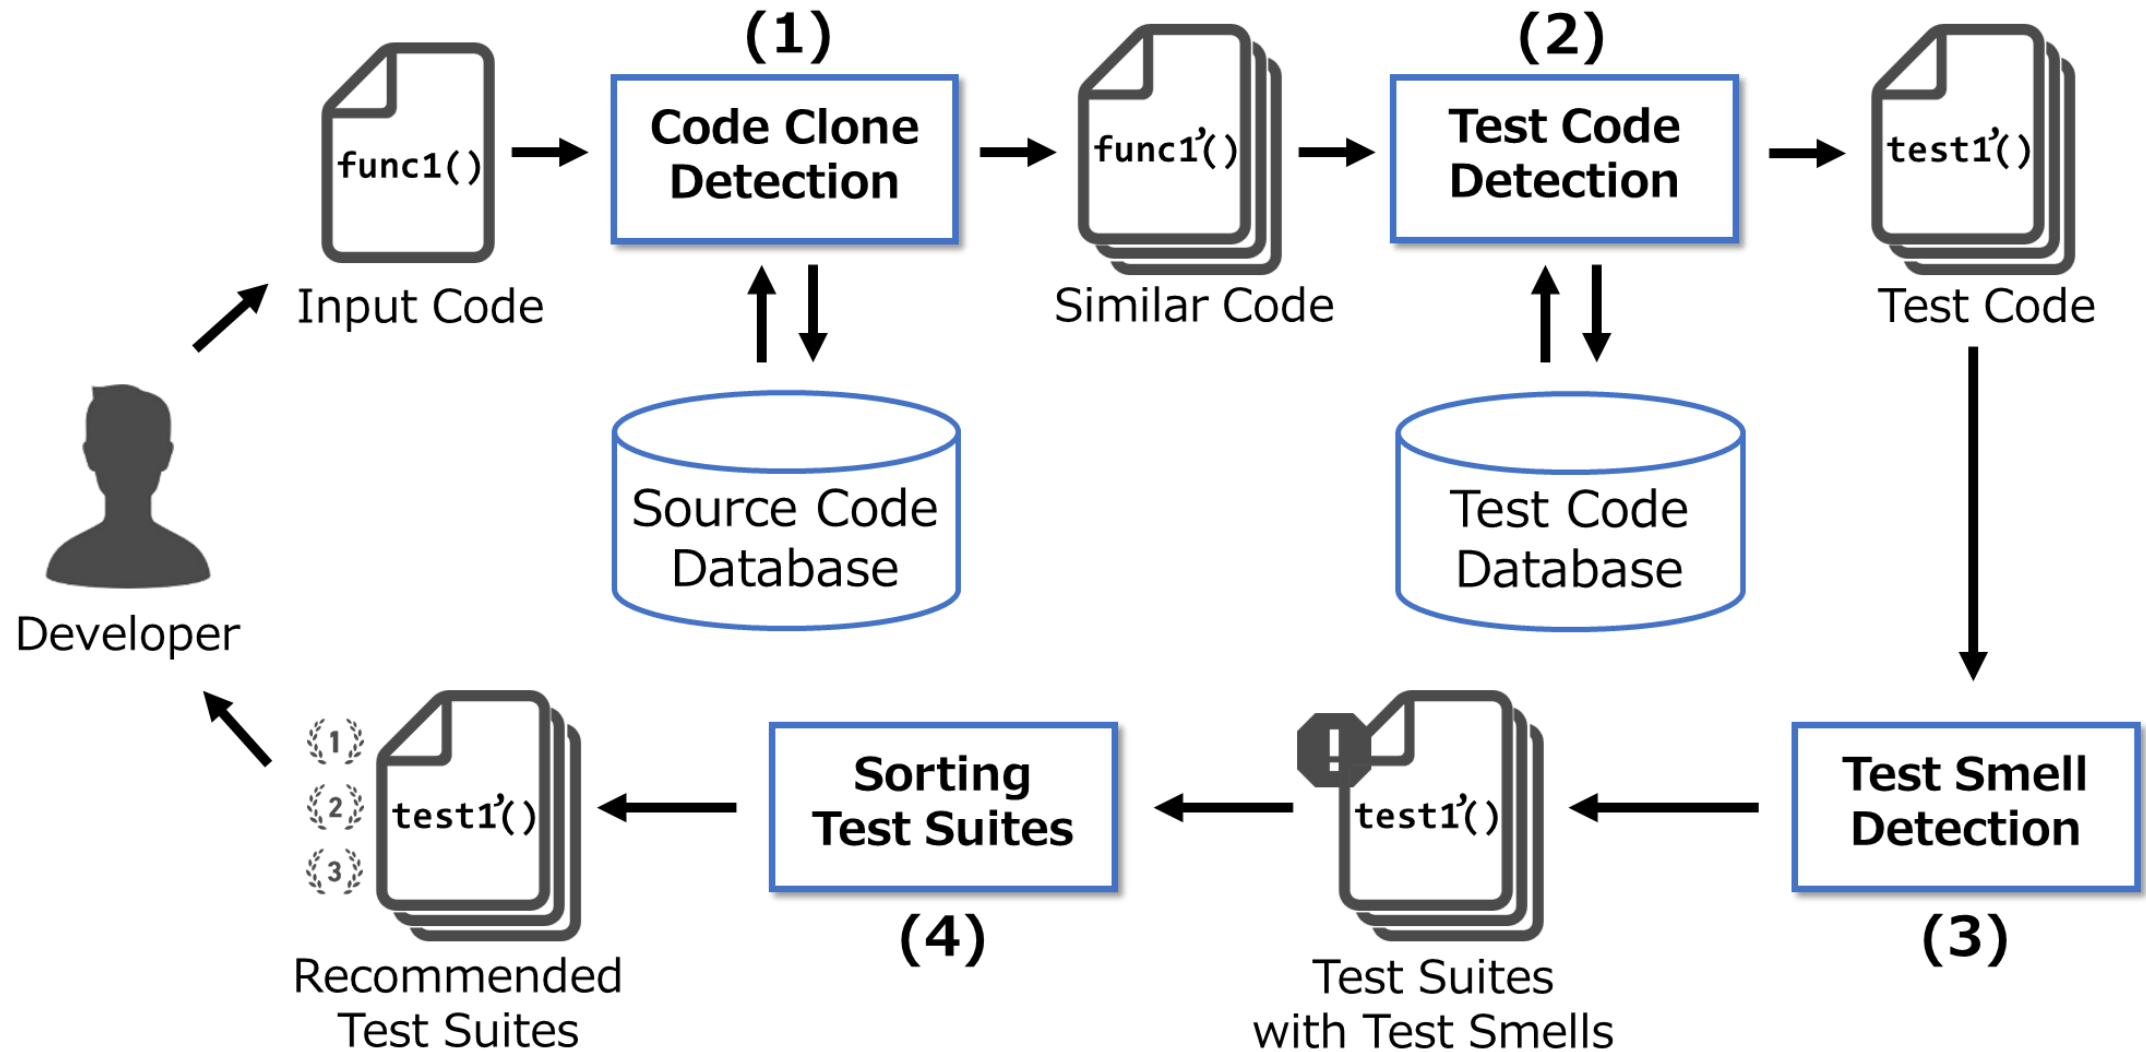 (1)
(2)
func1()
Code Clone
Detection
func1’()
Test Code
Detection
test1’()
Input Code
Similar Code
Test Code
Source Code
Database
Test Code
Database
Developer
1
2
3
test1’()
Sorting
Test Suites
!
test1’()
Test Smell
Detection
(4)
(3)
Recommended
Test Suites
Test Suites
with Test Smells